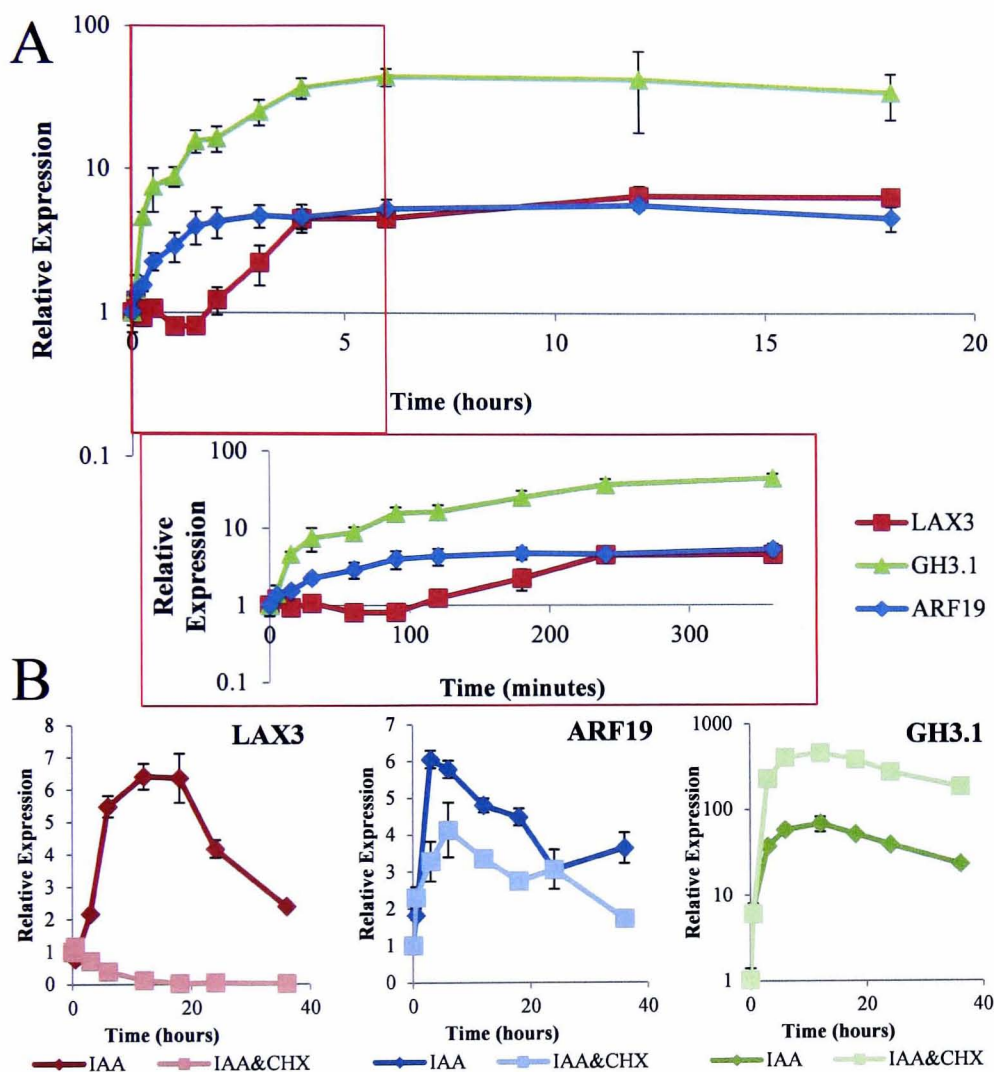 A
100
10
1
0.1
Relative Expression
0
5
10
15
20
Time (hours)
100
10
1
0.1
Relative
Expression
0
100
200
300
Time (minutes)
LAX3
GH3.1
ARF19
B
LAX3
8
7
6
5
4
3
2
1
0
Relative Expression
0
20
40
Time (hours)
IAA
IAA&CHX
ARF19
7
6
5
4
3
2
1
0
Relative Expression
0
20
40
Time (hours)
IAA
IAA&CHX
GH3.1
1000
100
10
1
Relative Expression
0
20
40
Time (hours)
IAA
IAA&CHX